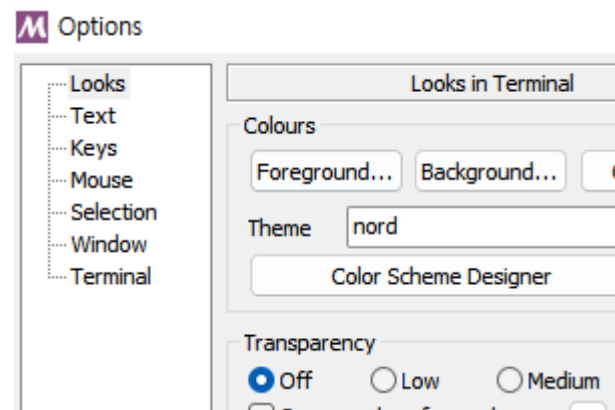 M Options
Looks
Text
Keys
Mouse
Selection
Window
Terminal
Looks in Terminal
Colours
Foreground... Background...
Theme nord
Color Scheme Designer
Transparency
Off Low Medium